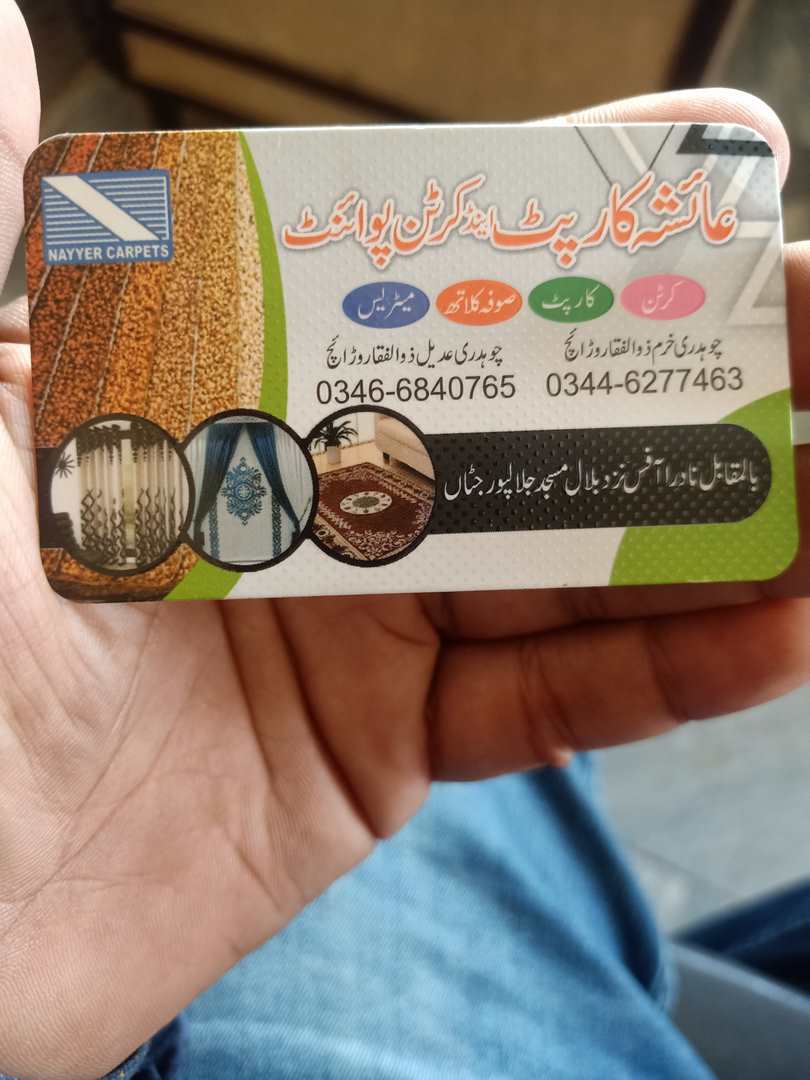 NAYYER CARPETS
عائشہ کارپٹ اینڈ کرٹن پوائنٹ
کرٹن کارپٹ صوفہ کلاتھ میٹریس
چوہدری خرم ذوالفقار وڑائچ چوہدری عدیل ذوالفقار وڑائچ
0344-6277463 0346-6840765
بالمقابل نادرا آفس نزد بلال مسجد جلالپور جٹاں